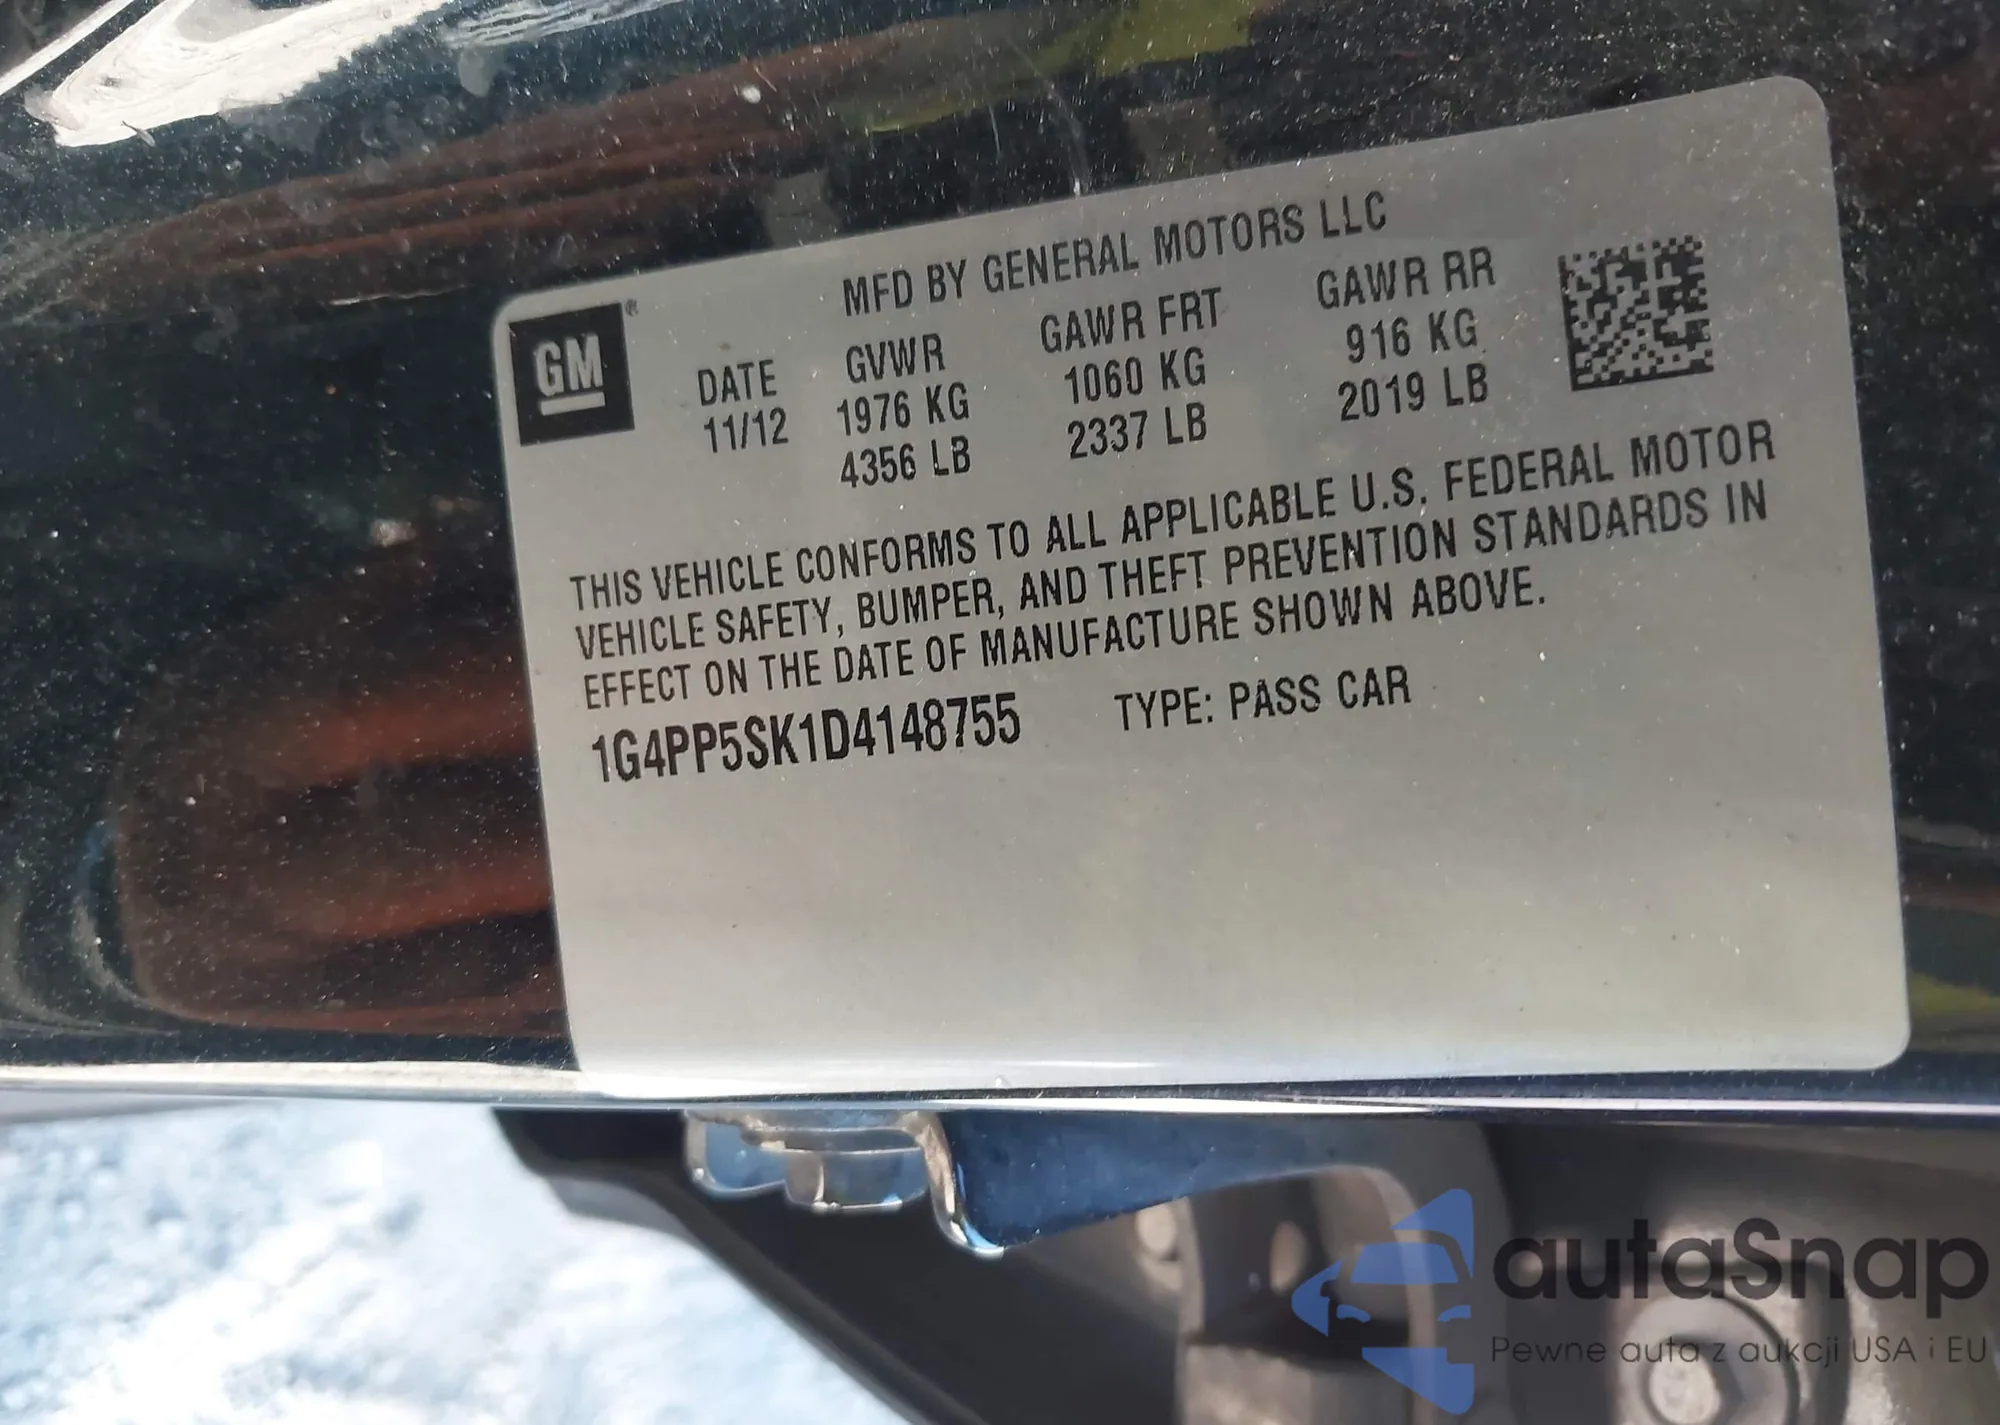 GM ®
MFD BY GENERAL MOTORS LLC
DATE GVWR GAWR FRT GAWR RR
11/12 1976 KG 1060 KG 916 KG
4356 LB 2337 LB 2019 LB
THIS VEHICLE CONFORMS TO ALL APPLICABLE U.S. FEDERAL MOTOR
VEHICLE SAFETY, BUMPER, AND THEFT PREVENTION STANDARDS IN
EFFECT ON THE DATE OF MANUFACTURE SHOWN ABOVE.
1G4PP5SK1D4148755 TYPE: PASS CAR
autaSnap
Pewne auta z aukcji USA i EU